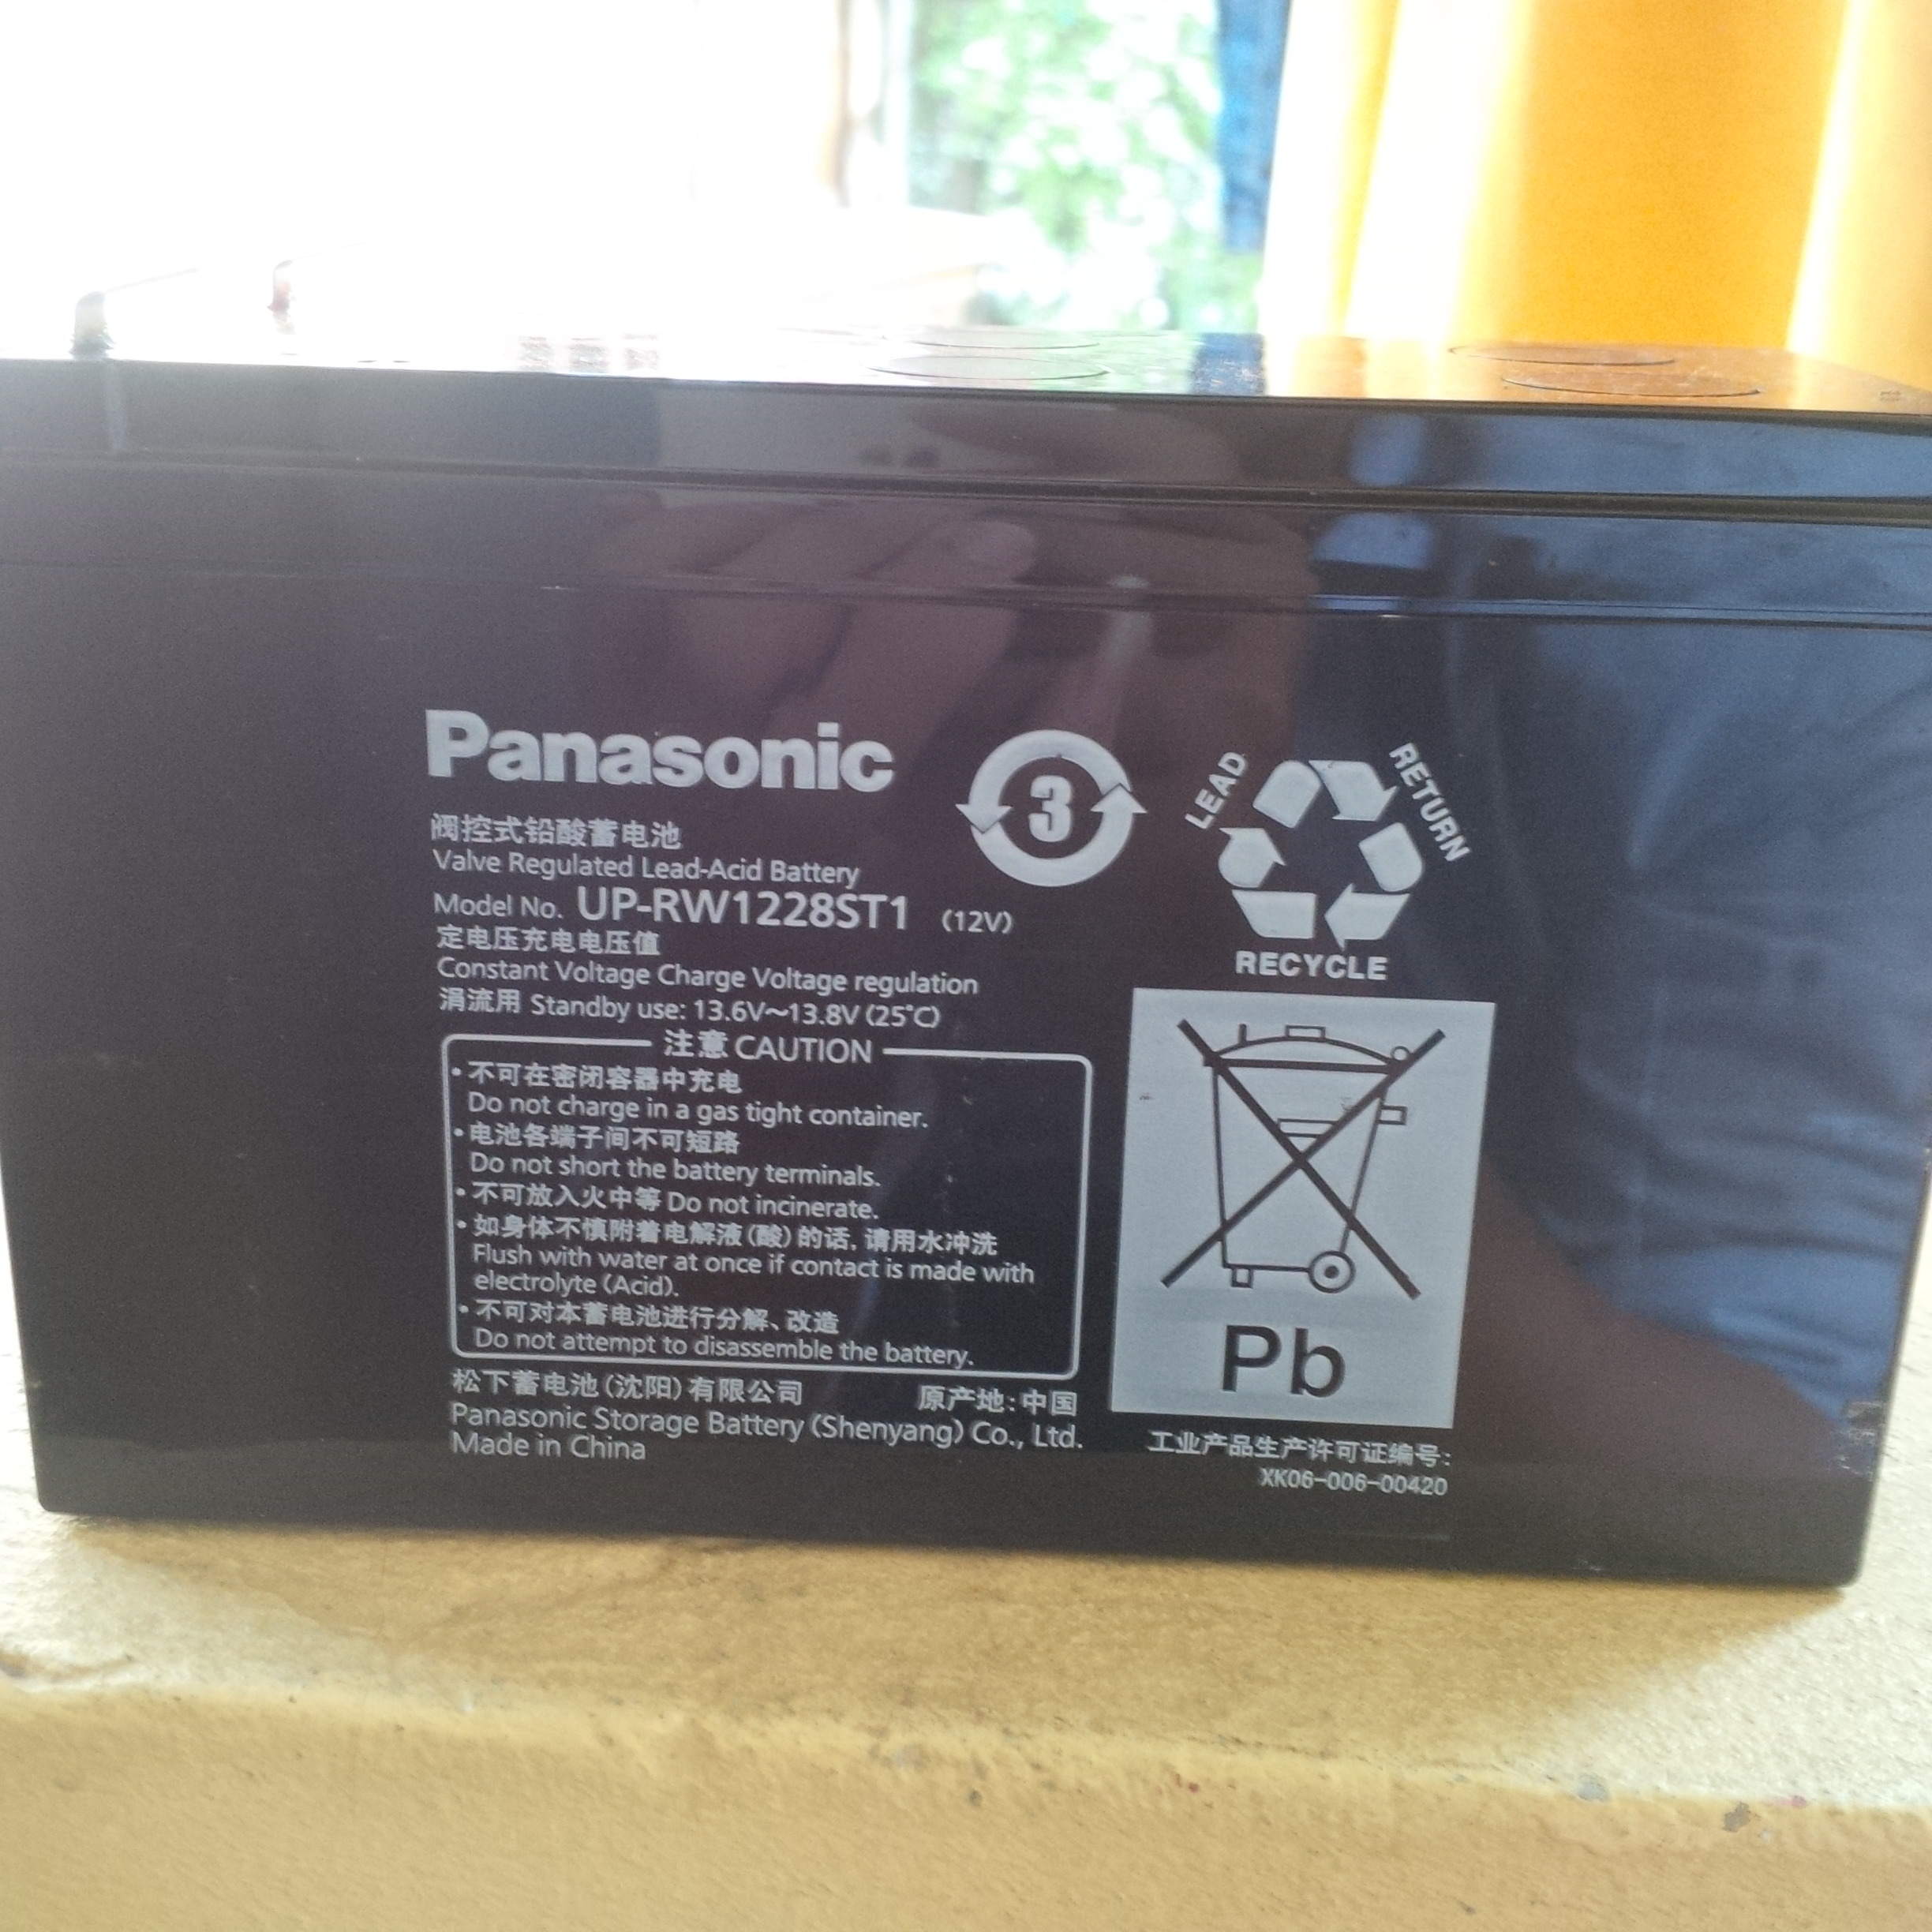 Panasonic
3
LEAD
RETURN
RECYCLE
阀控式铅酸蓄电池
Valve Regulated Lead-Acid Battery
Model No. UP-RW1228ST1 (12V)
定电压充电电压值
Constant Voltage Charge Voltage regulation
涓流用 Standby use: 13.6V～13.8V (25℃)
注意 CAUTION
• 不可在密闭容器中充电
Do not charge in a gas tight container.
• 电池各端子间不可短路
Do not short the battery terminals.
• 不可放入火中等 Do not incinerate.
• 如身体不慎附着电解液(酸)的话, 请用水冲洗
Flush with water at once if contact is made with
electrolyte (Acid).
• 不可对本蓄电池进行分解、改造
Do not attempt to disassemble the battery.
松下蓄电池(沈阳)有限公司 原产地:中国
Panasonic Storage Battery (Shenyang) Co., Ltd.
Made in China
Pb
工业产品生产许可证编号:
XK06-006-00420